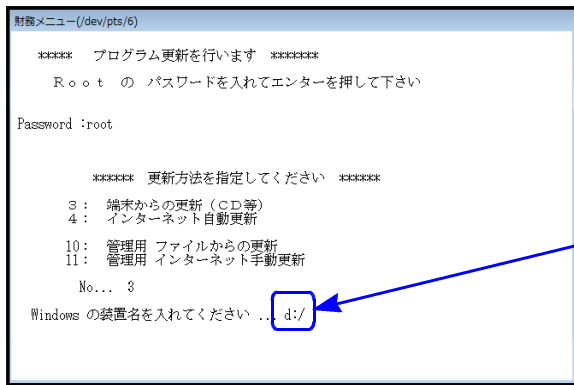 財務メニュー(/dev/pts/6)
***** プログラム更新を行います *******
Ｒｏｏｔ の パスワードを入れてエンターを押して下さい
Password :root
****** 更新方法を指定してください ******
3： 端末からの更新（ＣＤ等）
4： インターネット自動更新
10： 管理用 ファイルからの更新
11： 管理用 インターネット手動更新
No... 3
Windows の装置名を入れてください ... d:/